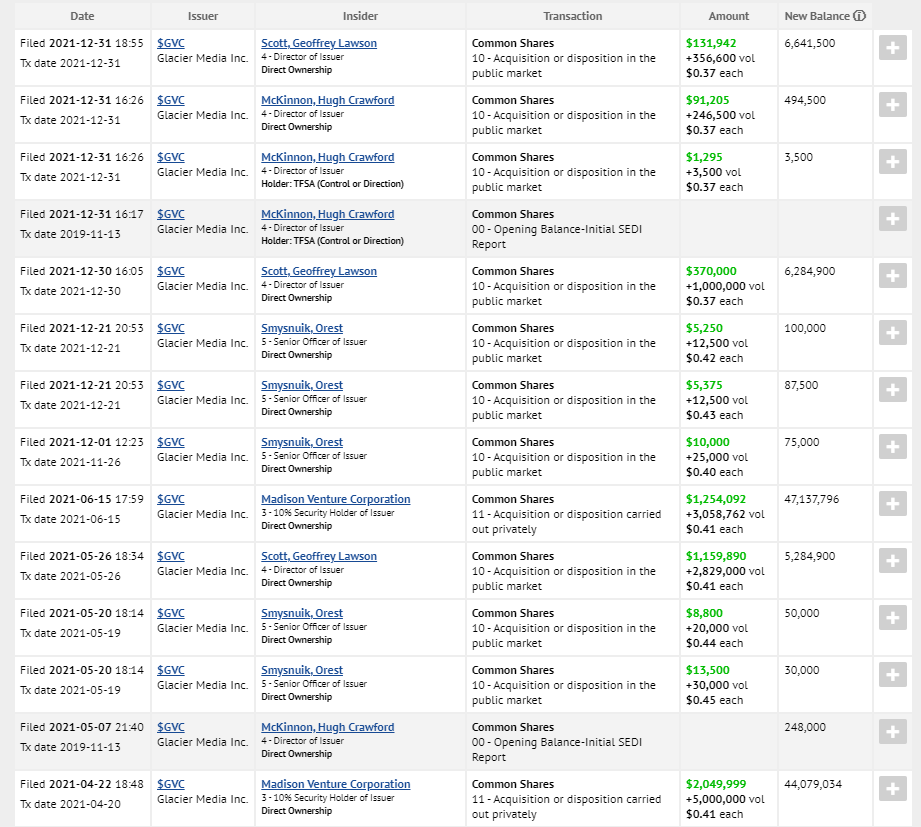 Date Issuer Insider Transaction Amount New Balance ⓘ
Filed 2021-12-31 18:55 $GVC Scott, Geoffrey Lawson Common Shares $131,942 6,641,500
Tx date 2021-12-31 Glacier Media Inc. 4 - Director of Issuer 10 - Acquisition or disposition in the +356,600 vol
Direct Ownership public market $0.37 each
Filed 2021-12-31 16:26 $GVC McKinnon, Hugh Crawford Common Shares $91,205 494,500
Tx date 2021-12-31 Glacier Media Inc. 4 - Director of Issuer 10 - Acquisition or disposition in the +246,500 vol
Direct Ownership public market $0.37 each
Filed 2021-12-31 16:26 $GVC McKinnon, Hugh Crawford Common Shares $1,295 3,500
Tx date 2021-12-31 Glacier Media Inc. 4 - Director of Issuer 10 - Acquisition or disposition in the +3,500 vol
Holder: TFSA (Control or Direction) public market $0.37 each
Filed 2021-12-31 16:17 $GVC McKinnon, Hugh Crawford Common Shares
Tx date 2019-11-13 Glacier Media Inc. 4 - Director of Issuer 00 - Opening Balance-Initial SEDI
Holder: TFSA (Control or Direction) Report
Filed 2021-12-30 16:05 $GVC Scott, Geoffrey Lawson Common Shares $370,000 6,284,900
Tx date 2021-12-30 Glacier Media Inc. 4 - Director of Issuer 10 - Acquisition or disposition in the +1,000,000 vol
Direct Ownership public market $0.37 each
Filed 2021-12-21 20:53 $GVC Smysnuik, Orest Common Shares $5,250 100,000
Tx date 2021-12-21 Glacier Media Inc. 5 - Senior Officer of Issuer 10 - Acquisition or disposition in the +12,500 vol
Direct Ownership public market $0.42 each
Filed 2021-12-21 20:53 $GVC Smysnuik, Orest Common Shares $5,375 87,500
Tx date 2021-12-21 Glacier Media Inc. 5 - Senior Officer of Issuer 10 - Acquisition or disposition in the +12,500 vol
Direct Ownership public market $0.43 each
Filed 2021-12-01 12:23 $GVC Smysnuik, Orest Common Shares $10,000 75,000
Tx date 2021-11-26 Glacier Media Inc. 5 - Senior Officer of Issuer 10 - Acquisition or disposition in the +25,000 vol
Direct Ownership public market $0.40 each
Filed 2021-06-15 17:59 $GVC Madison Venture Corporation Common Shares $1,254,092 47,137,796
Tx date 2021-06-15 Glacier Media Inc. 3 - 10% Security Holder of Issuer 11 - Acquisition or disposition carried +3,058,762 vol
Direct Ownership out privately $0.41 each
Filed 2021-05-26 18:34 $GVC Scott, Geoffrey Lawson Common Shares $1,159,890 5,284,900
Tx date 2021-05-26 Glacier Media Inc. 4 - Director of Issuer 10 - Acquisition or disposition in the +2,829,000 vol
Direct Ownership public market $0.41 each
Filed 2021-05-20 18:14 $GVC Smysnuik, Orest Common Shares $8,800 50,000
Tx date 2021-05-19 Glacier Media Inc. 5 - Senior Officer of Issuer 10 - Acquisition or disposition in the +20,000 vol
Direct Ownership public market $0.44 each
Filed 2021-05-20 18:14 $GVC Smysnuik, Orest Common Shares $13,500 30,000
Tx date 2021-05-19 Glacier Media Inc. 5 - Senior Officer of Issuer 10 - Acquisition or disposition in the +30,000 vol
Direct Ownership public market $0.45 each
Filed 2021-05-07 21:40 $GVC McKinnon, Hugh Crawford Common Shares 248,000
Tx date 2019-11-13 Glacier Media Inc. 4 - Director of Issuer 00 - Opening Balance-Initial SEDI
Direct Ownership Report
Filed 2021-04-22 18:48 $GVC Madison Venture Corporation Common Shares $2,049,999 44,079,034
Tx date 2021-04-20 Glacier Media Inc. 3 - 10% Security Holder of Issuer 11 - Acquisition or disposition carried +5,000,000 vol
Direct Ownership out privately $0.41 each